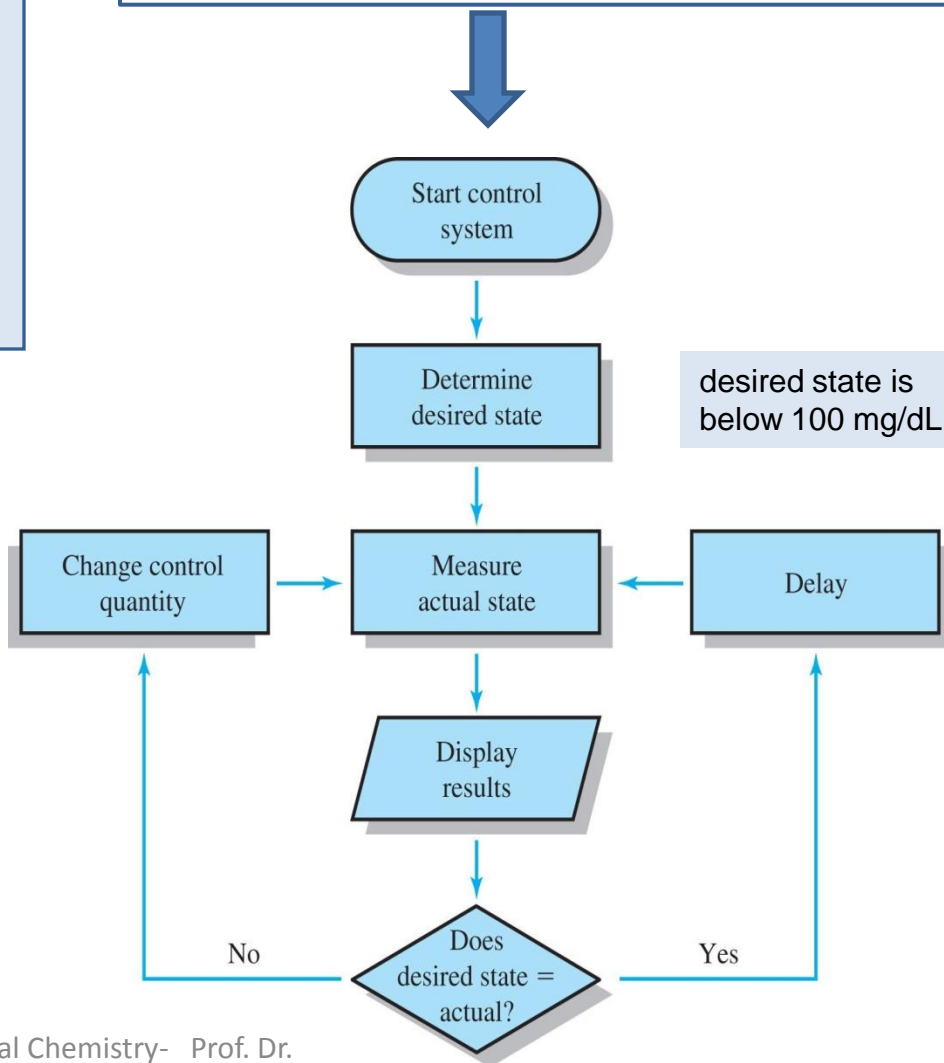 Start control
system
Determine
desired state
desired state is
below 100 mg/dL
Change control
quantity
Measure
actual state
Delay
Display
results
No
Does
desired state =
actual?
Yes
al Chemistry- Prof. Dr.